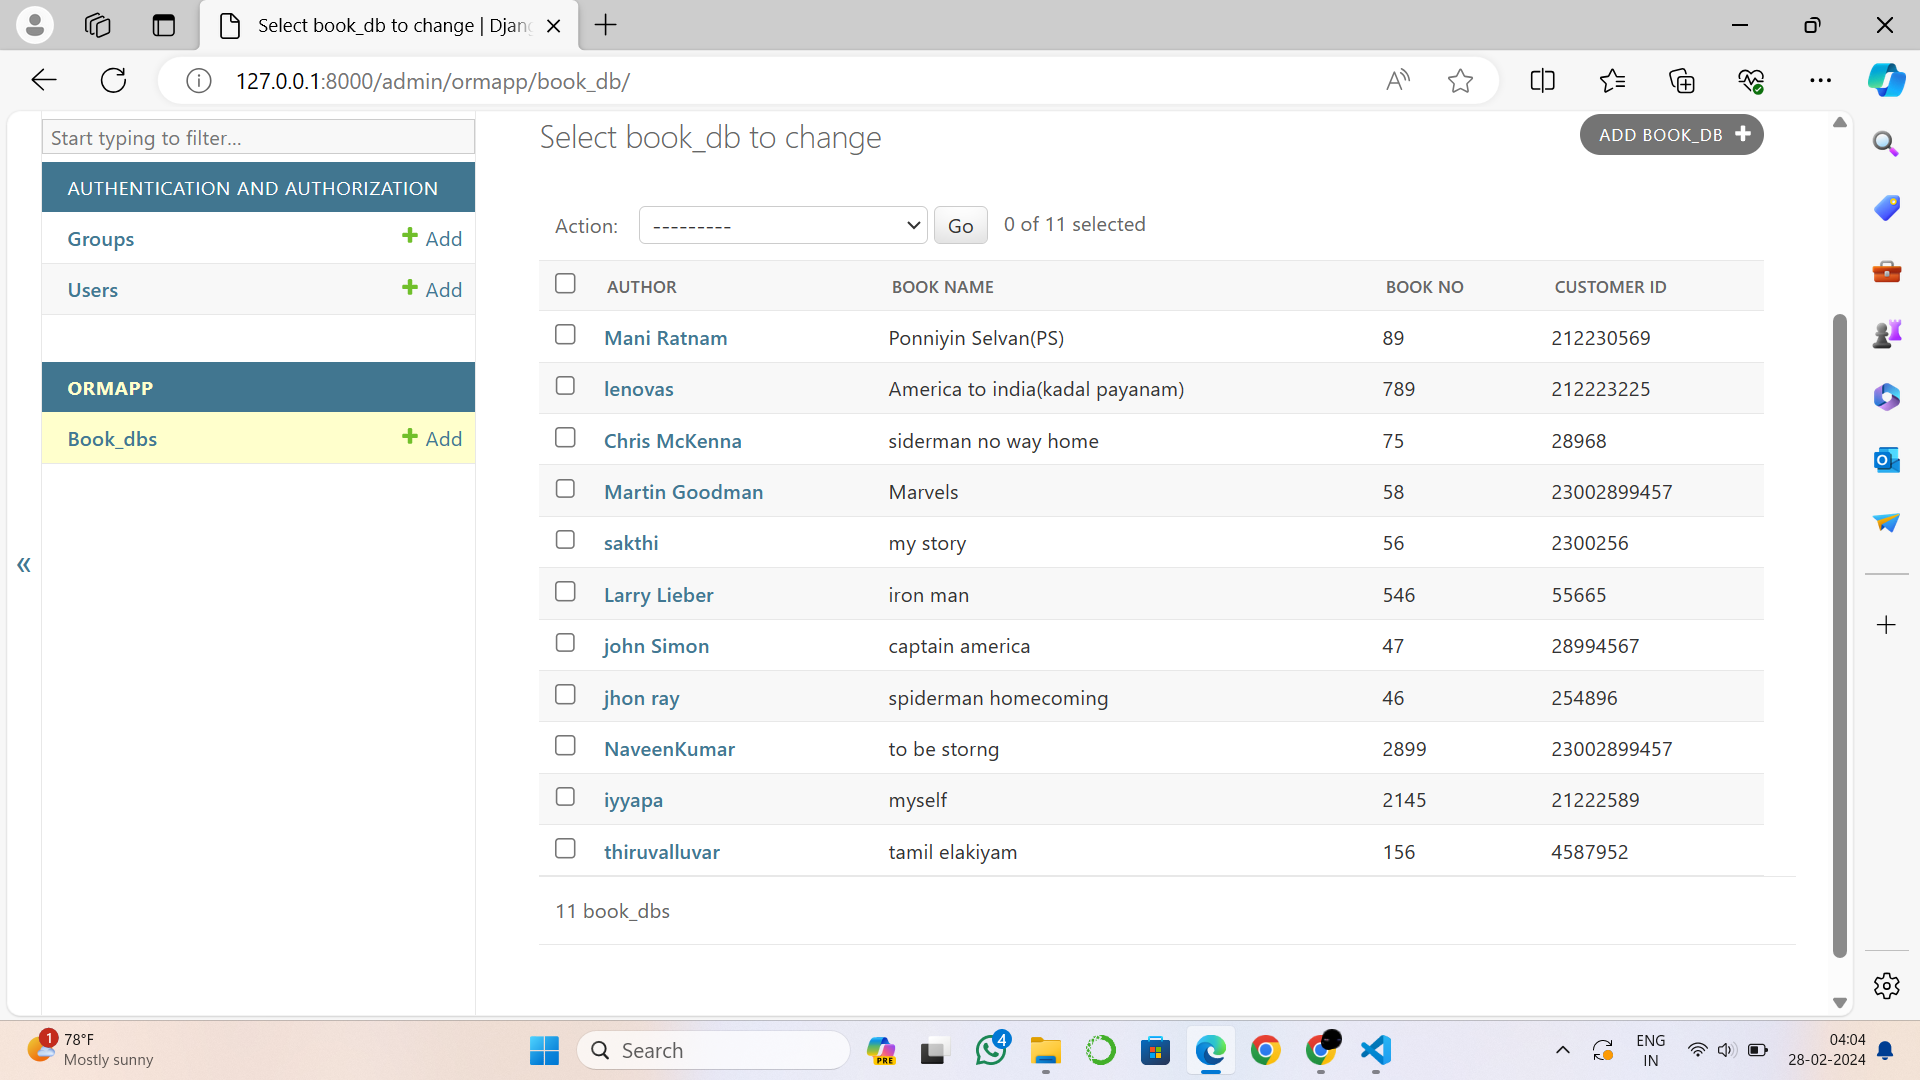 Select book_db to change | Djan
127.0.0.1:8000/admin/ormapp/book_db/
Start typing to filter...
AUTHENTICATION AND AUTHORIZATION
Groups + Add
Users + Add
ORMAPP
Book_dbs + Add
«
Select book_db to change
ADD BOOK_DB +
Action: --------- Go 0 of 11 selected
AUTHOR BOOK NAME BOOK NO CUSTOMER ID
Mani Ratnam Ponniyin Selvan(PS) 89 212230569
lenovas America to india(kadal payanam) 789 212223225
Chris McKenna siderman no way home 75 28968
Martin Goodman Marvels 58 23002899457
sakthi my story 56 2300256
Larry Lieber iron man 546 55665
john Simon captain america 47 28994567
jhon ray spiderman homecoming 46 254896
NaveenKumar to be storng 2899 23002899457
iyyapa myself 2145 21222589
thiruvalluvar tamil elakiyam 156 4587952
11 book_dbs
1
78°F
Mostly sunny
Search
PRE
4
ENG
IN
04:04
28-02-2024